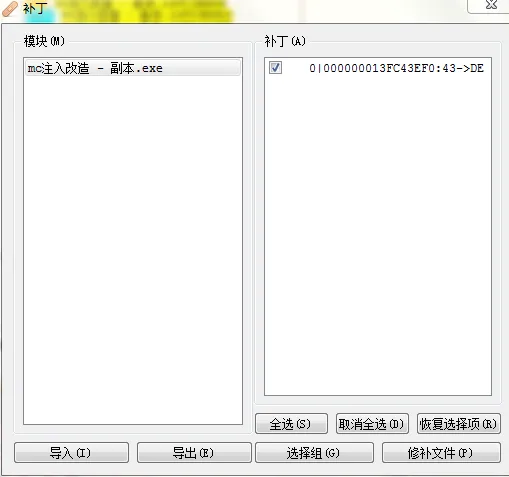 补丁
模块(M)
补丁(A)
mc注入改造 - 副本.exe
0|000000013FC43EF0:43->DE
全选(S)
取消全选(D)
恢复选择项(R)
导入(I)
导出(E)
选择组(G)
修补文件(P)